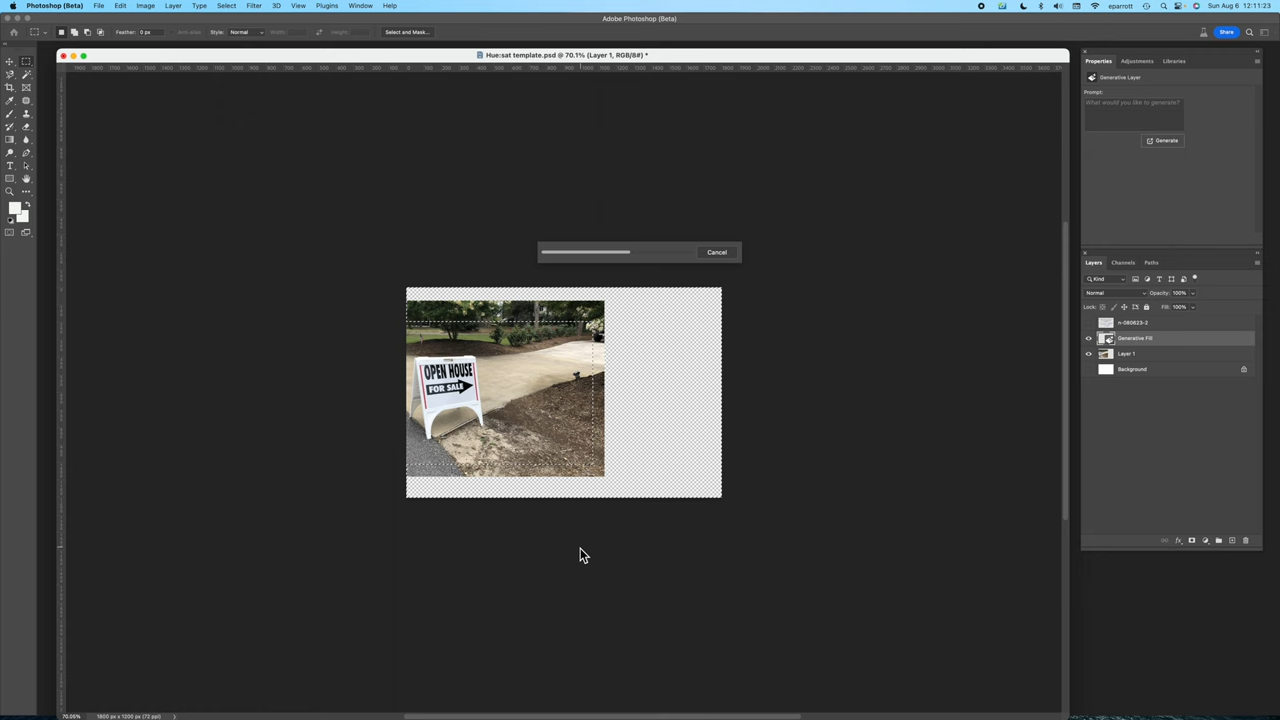 Photoshop (Beta) File Edit Image Layer Type Select Filter 3D View Plugins Window Help eparrott Sun Aug 6 12:11:23
Adobe Photoshop (Beta)
Feather: 0 px Anti-alias Style: Normal Width: Height: Select and Mask... Share
Hue:sat template.psd @ 70.1% (Layer 1, RGB/8#) *
Properties Adjustments Libraries
Generative Layer
Prompt:
What would you like to generate?
Generate
Cancel
OPEN HOUSE
FOR SALE
Layers Channels Paths
Kind
Normal Opacity: 100%
Lock: Fill: 100%
n-080623-2
Generative Fill
Layer 1
Background
70.05% 1800 px x 1200 px (72 ppi)